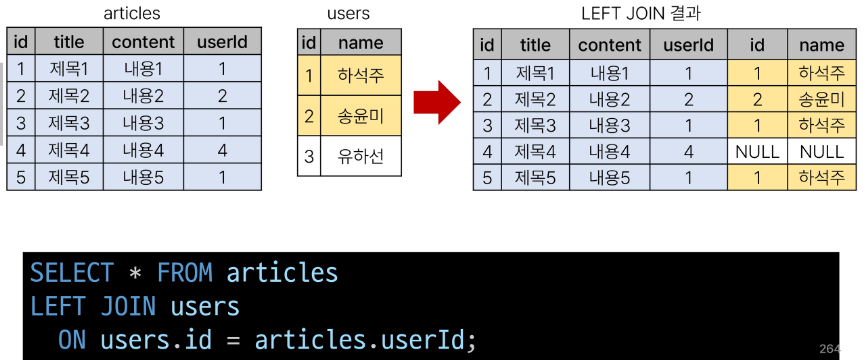 articles
id title content userId
1 제목1 내용1 1
2 제목2 내용2 2
3 제목3 내용3 1
4 제목4 내용4 4
5 제목5 내용5 1
users
id name
1 하석주
2 송윤미
3 유하선
LEFT JOIN 결과
id title content userId id name
1 제목1 내용1 1 1 하석주
2 제목2 내용2 2 2 송윤미
3 제목3 내용3 1 1 하석주
4 제목4 내용4 4 NULL NULL
5 제목5 내용5 1 1 하석주
SELECT * FROM articles
LEFT JOIN users
ON users.id = articles.userId;
264